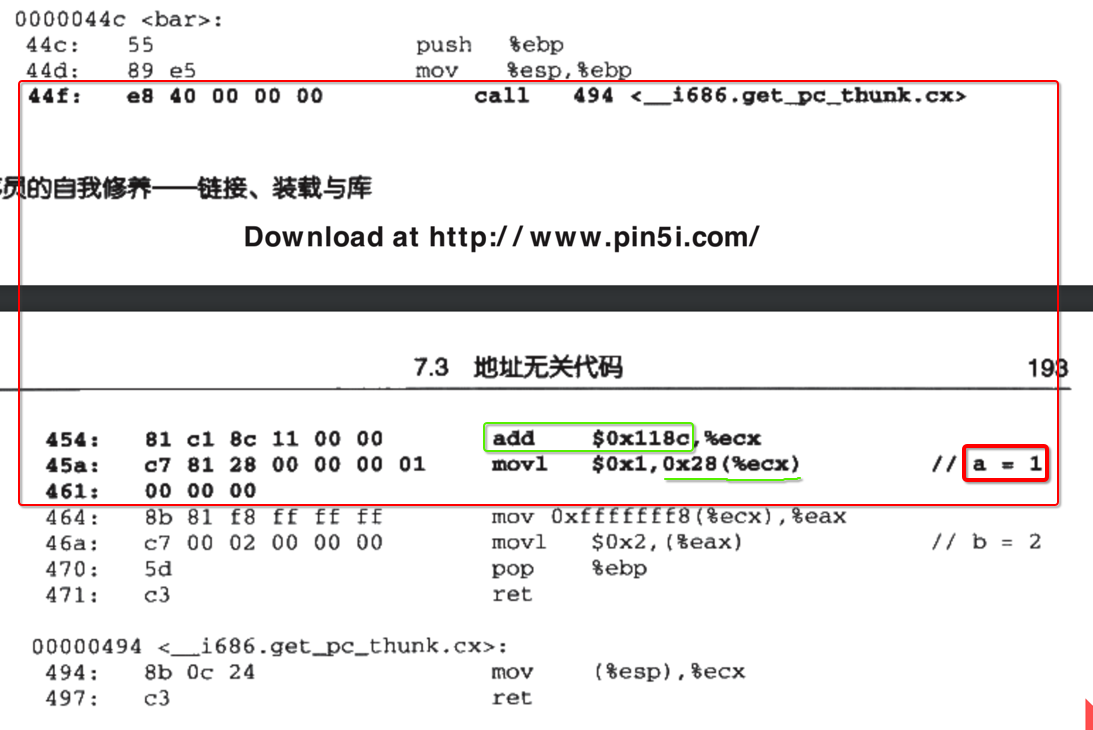 0000044c <bar>:
44c: 55 push %ebp
44d: 89 e5 mov %esp,%ebp
44f: e8 40 00 00 00 call 494 <__i686.get_pc_thunk.cx>
员的自我修养——链接、装载与库
Download at http://www.pin5i.com/
7.3 地址无关代码 193
454: 81 c1 8c 11 00 00 add $0x118c,%ecx
45a: c7 81 28 00 00 00 01 movl $0x1,0x28(%ecx) // a = 1
461: 00 00 00
464: 8b 81 f8 ff ff ff mov 0xfffffff8(%ecx),%eax
46a: c7 00 02 00 00 00 movl $0x2,(%eax) // b = 2
470: 5d pop %ebp
471: c3 ret
00000494 <__i686.get_pc_thunk.cx>:
494: 8b 0c 24 mov (%esp),%ecx
497: c3 ret